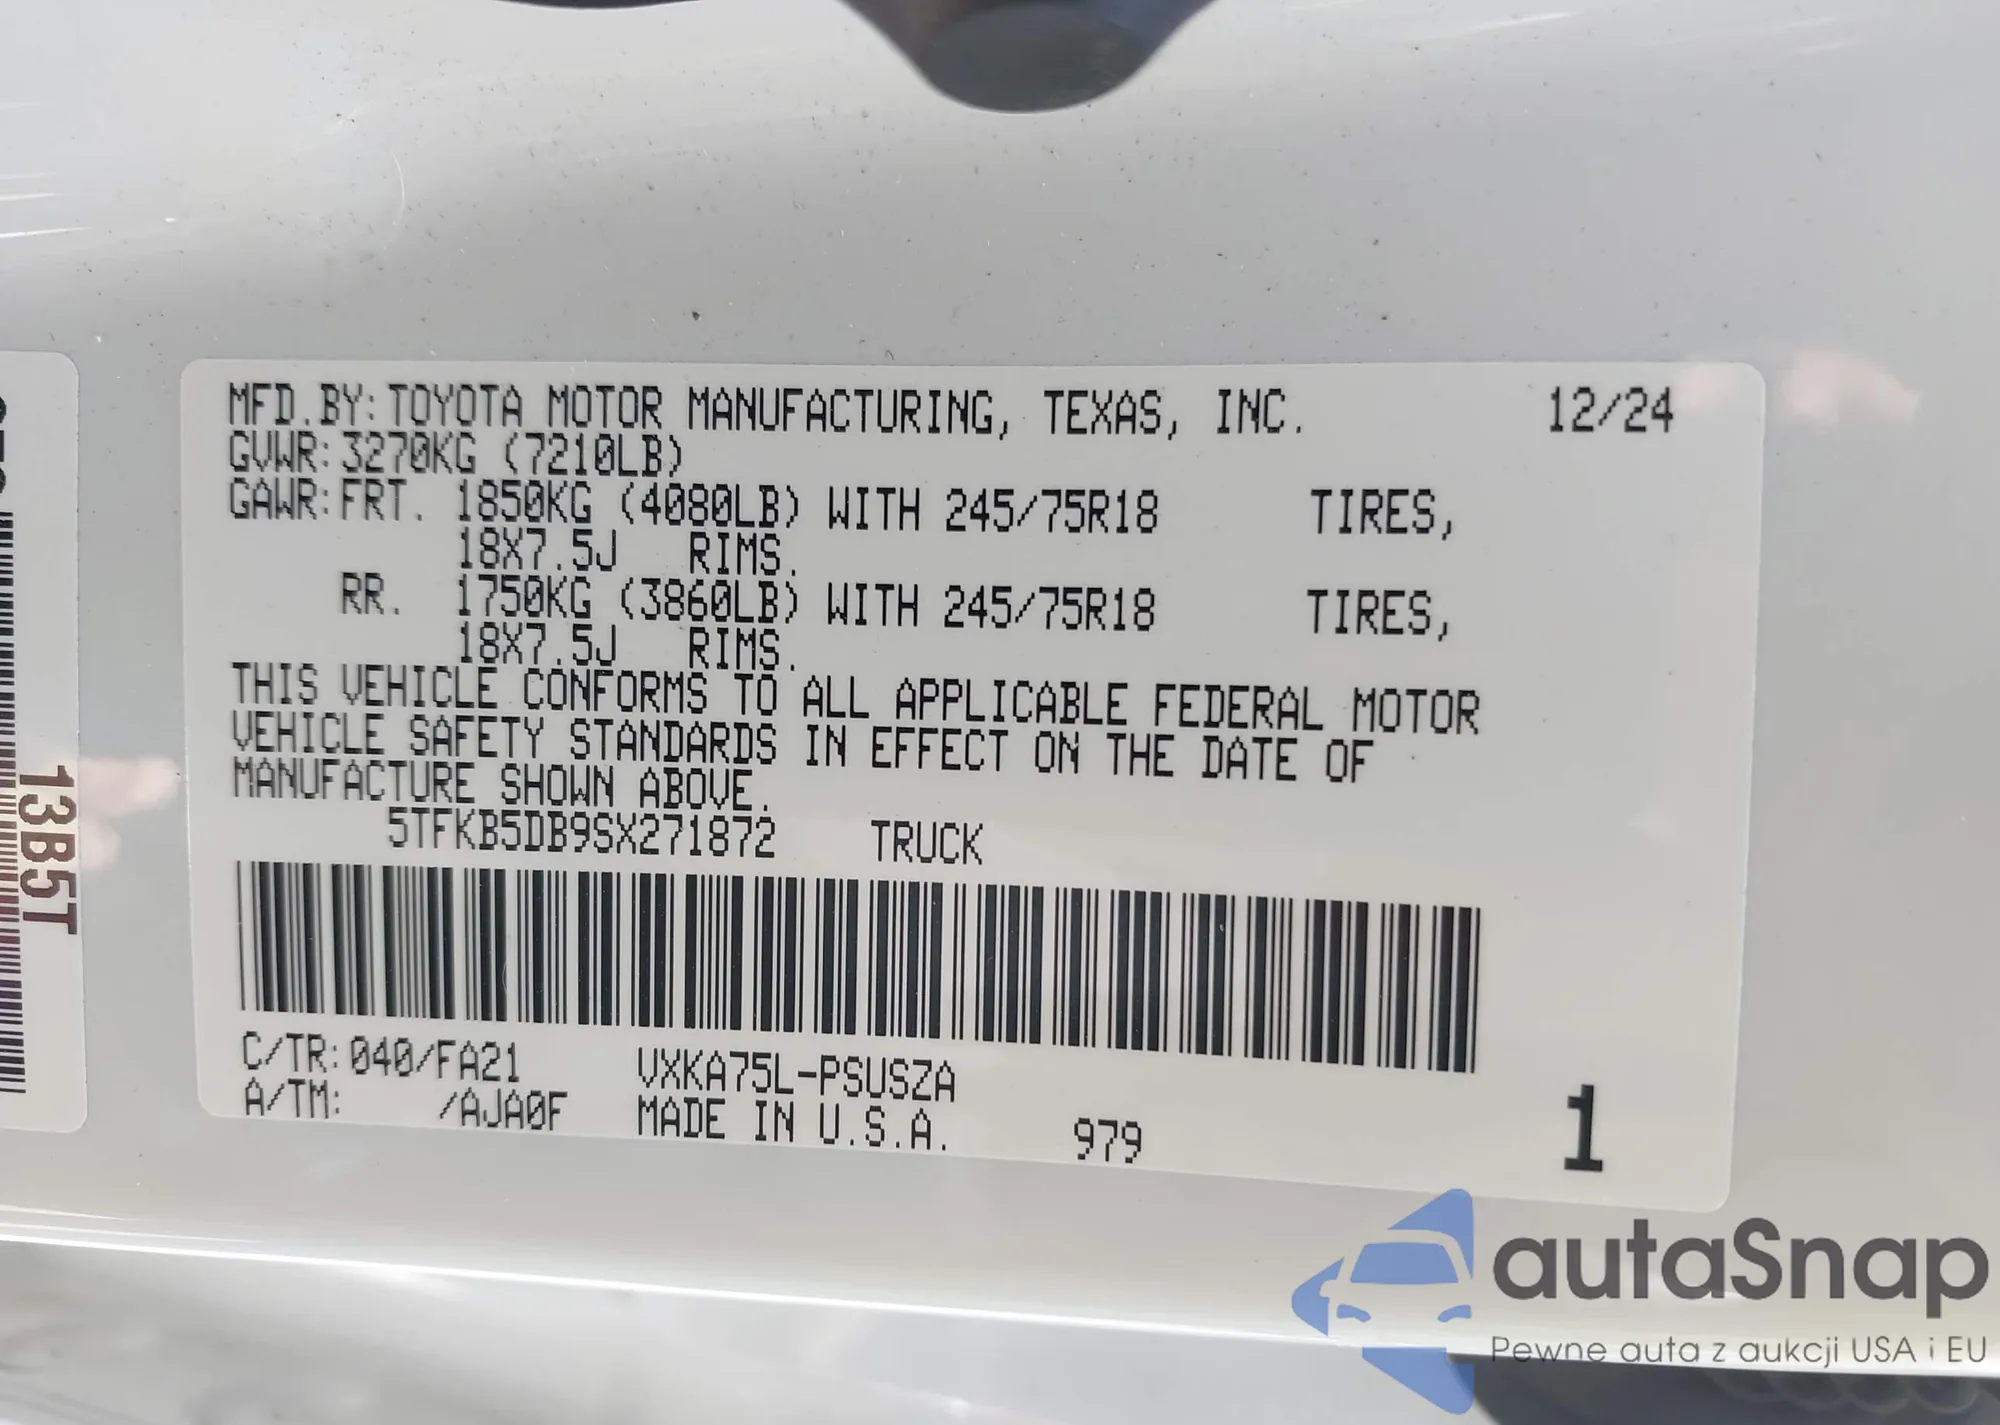 MFD.BY:TOYOTA MOTOR MANUFACTURING, TEXAS, INC. 12/24
GVWR:3270KG (7210LB)
GAWR:FRT. 1850KG (4080LB) WITH 245/75R18 TIRES,
18X7.5J RIMS.
RR. 1750KG (3860LB) WITH 245/75R18 TIRES,
18X7.5J RIMS.
THIS VEHICLE CONFORMS TO ALL APPLICABLE FEDERAL MOTOR
VEHICLE SAFETY STANDARDS IN EFFECT ON THE DATE OF
MANUFACTURE SHOWN ABOVE.
5TFKB5DB9SX271872 TRUCK
C/TR:040/FA21 VXKA75L-PSUSZA
A/TM: /AJA0F MADE IN U.S.A. 979 1
13B5T
autaSnap
Pewne auta z aukcji USA i EU